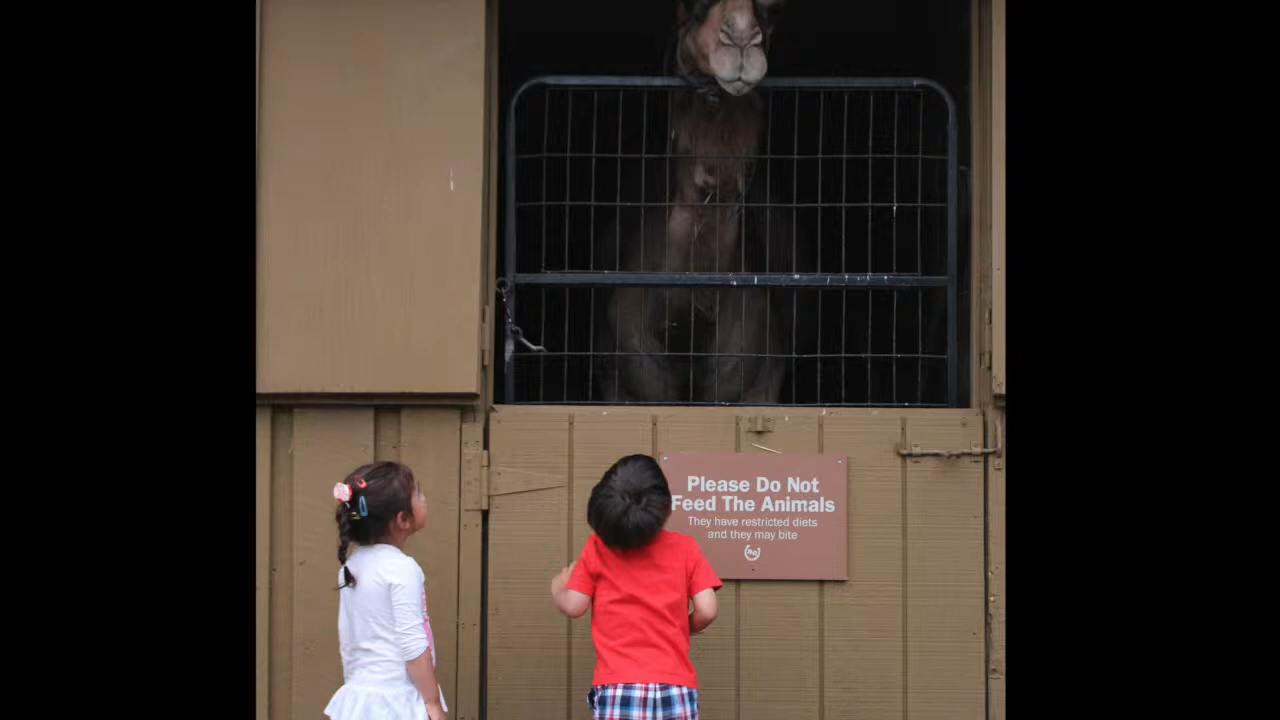 Please Do Not
Feed The Animals
They have restricted diets
and they may bite